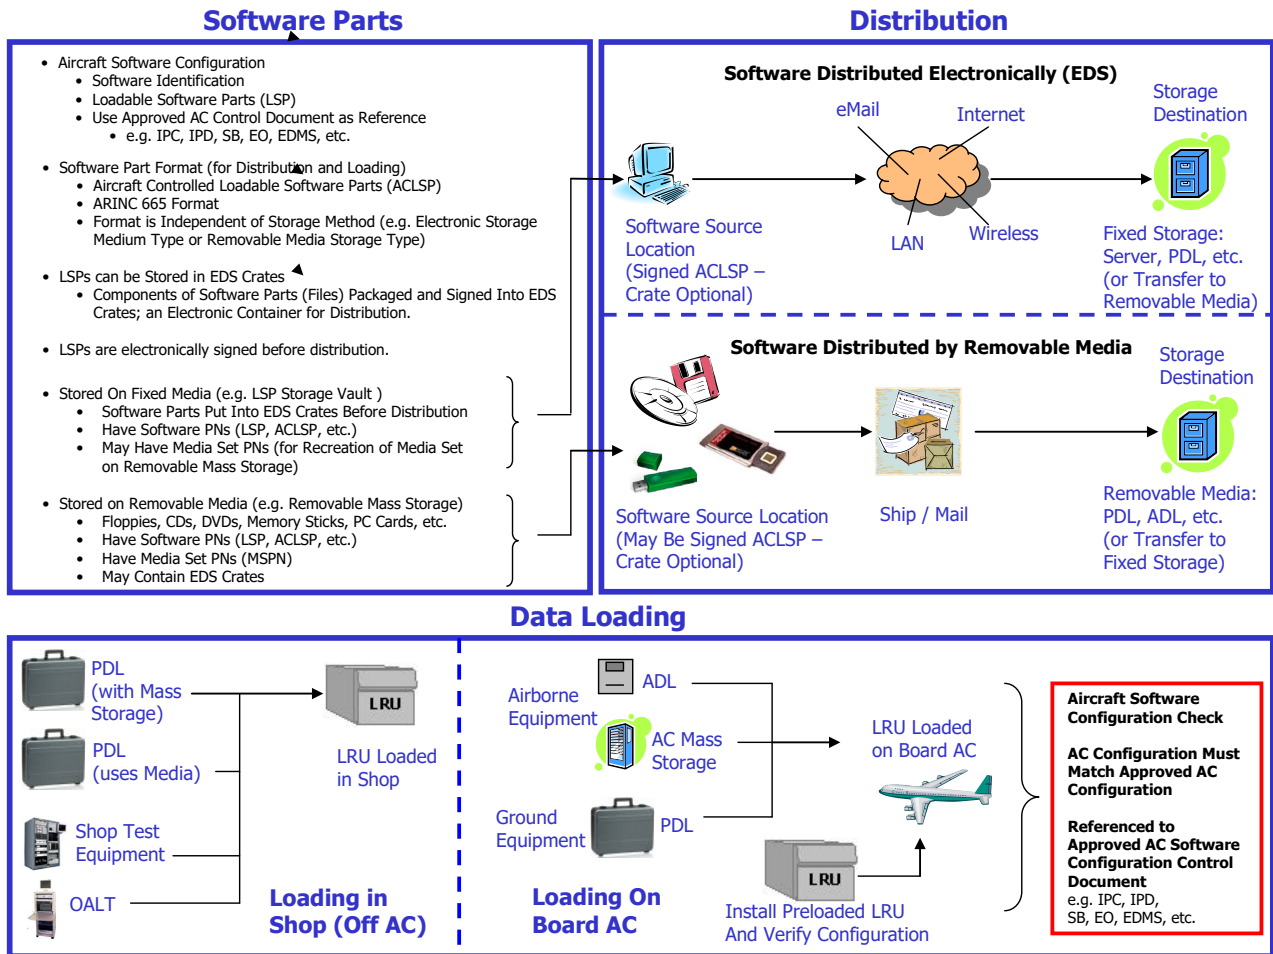 Software Parts
Distribution
• Aircraft Software Configuration
• Software Identification
• Loadable Software Parts (LSP)
• Use Approved AC Control Document as Reference
• e.g. IPC, IPD, SB, EO, EDMS, etc.
• Software Part Format (for Distribution and Loading)
• Aircraft Controlled Loadable Software Parts (ACLSP)
• ARINC 665 Format
• Format is Independent of Storage Method (e.g. Electronic Storage
Medium Type or Removable Media Storage Type)
• LSPs can be Stored in EDS Crates
• Components of Software Parts (Files) Packaged and Signed Into EDS
Crates; an Electronic Container for Distribution.
• LSPs are electronically signed before distribution.
• Stored On Fixed Media (e.g. LSP Storage Vault )
• Software Parts Put Into EDS Crates Before Distribution
• Have Software PNs (LSP, ACLSP, etc.)
• May Have Media Set PNs (for Recreation of Media Set
on Removable Mass Storage)
• Stored on Removable Media (e.g. Removable Mass Storage)
• Floppies, CDs, DVDs, Memory Sticks, PC Cards, etc.
• Have Software PNs (LSP, ACLSP, etc.)
• Have Media Set PNs (MSPN)
• May Contain EDS Crates
Software Distributed Electronically (EDS)
eMail
Internet
LAN
Wireless
Storage
Destination
Software Source
Location
(Signed ACLSP –
Crate Optional)
Fixed Storage:
Server, PDL, etc.
(or Transfer to
Removable Media)
Software Distributed by Removable Media
Storage
Destination
Software Source Location
(May Be Signed ACLSP –
Crate Optional)
Ship / Mail
Removable Media:
PDL, ADL, etc.
(or Transfer to
Fixed Storage)
Data Loading
PDL
(with Mass
Storage)
PDL
(uses Media)
Shop Test
Equipment
OALT
LRU
LRU Loaded
in Shop
Loading in
Shop (Off AC)
Airborne
Equipment
ADL
AC Mass
Storage
Ground
Equipment
PDL
Loading On
Board AC
LRU Loaded
on Board AC
LRU
Install Preloaded LRU
And Verify Configuration
Aircraft Software
Configuration Check
AC Configuration Must
Match Approved AC
Configuration
Referenced to
Approved AC Software
Configuration Control
Document
e.g. IPC, IPD,
SB, EO, EDMS, etc.